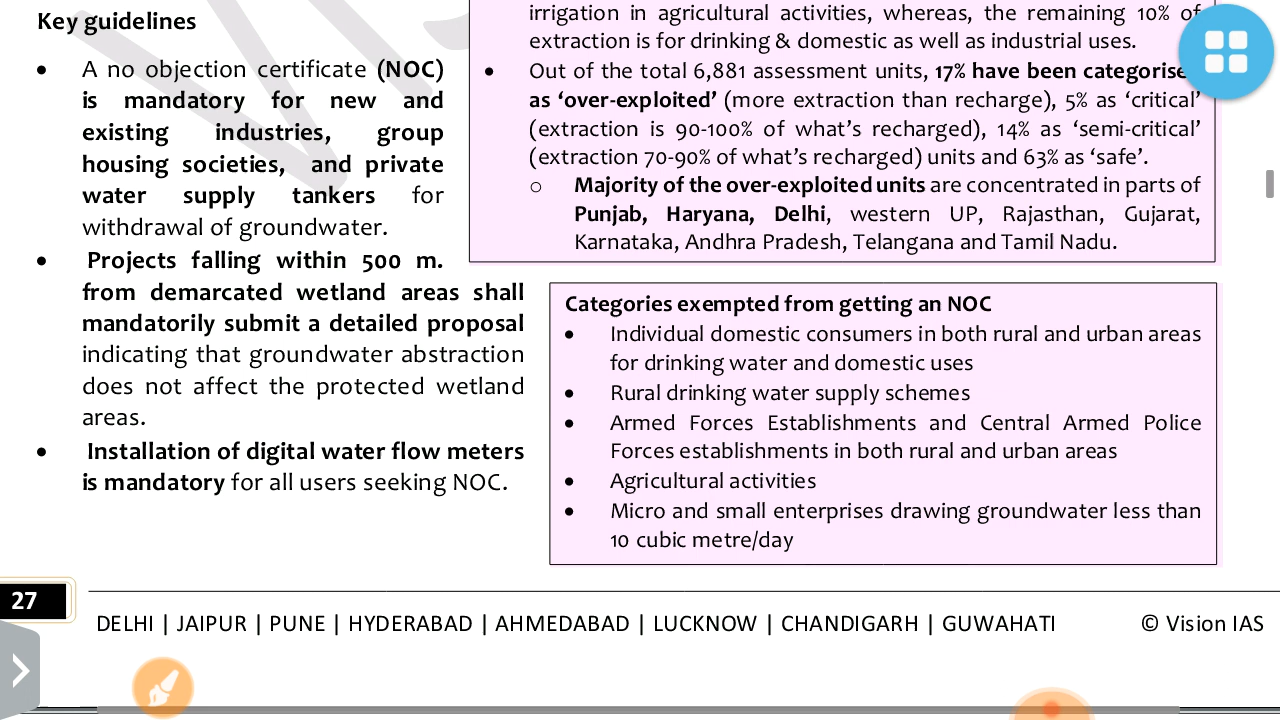 Key guidelines
• A no objection certificate (NOC)
is mandatory for new and
existing industries, group
housing societies, and private
water supply tankers for
withdrawal of groundwater.
• Projects falling within 500 m.
from demarcated wetland areas shall
mandatorily submit a detailed proposal
indicating that groundwater abstraction
does not affect the protected wetland
areas.
• Installation of digital water flow meters
is mandatory for all users seeking NOC.
irrigation in agricultural activities, whereas, the remaining 10% of
extraction is for drinking & domestic as well as industrial uses.
• Out of the total 6,881 assessment units, 17% have been categorise
as ‘over-exploited’ (more extraction than recharge), 5% as ‘critical’
(extraction is 90-100% of what’s recharged), 14% as ‘semi-critical’
(extraction 70-90% of what’s recharged) units and 63% as ‘safe’.
o Majority of the over-exploited units are concentrated in parts of
Punjab, Haryana, Delhi, western UP, Rajasthan, Gujarat,
Karnataka, Andhra Pradesh, Telangana and Tamil Nadu.
Categories exempted from getting an NOC
• Individual domestic consumers in both rural and urban areas
for drinking water and domestic uses
• Rural drinking water supply schemes
• Armed Forces Establishments and Central Armed Police
Forces establishments in both rural and urban areas
• Agricultural activities
• Micro and small enterprises drawing groundwater less than
10 cubic metre/day
27
DELHI | JAIPUR | PUNE | HYDERABAD | AHMEDABAD | LUCKNOW | CHANDIGARH | GUWAHATI
© Vision IAS